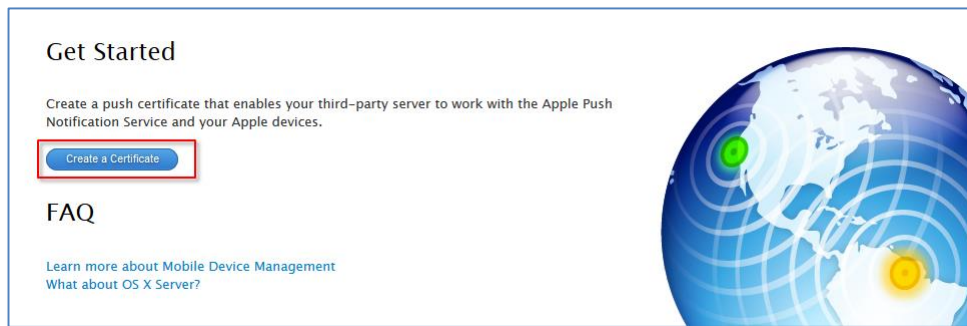 Get Started
Create a push certificate that enables your third-party server to work with the Apple Push
Notification Service and your Apple devices.
Create a Certificate
FAQ
Learn more about Mobile Device Management
What about OS X Server?